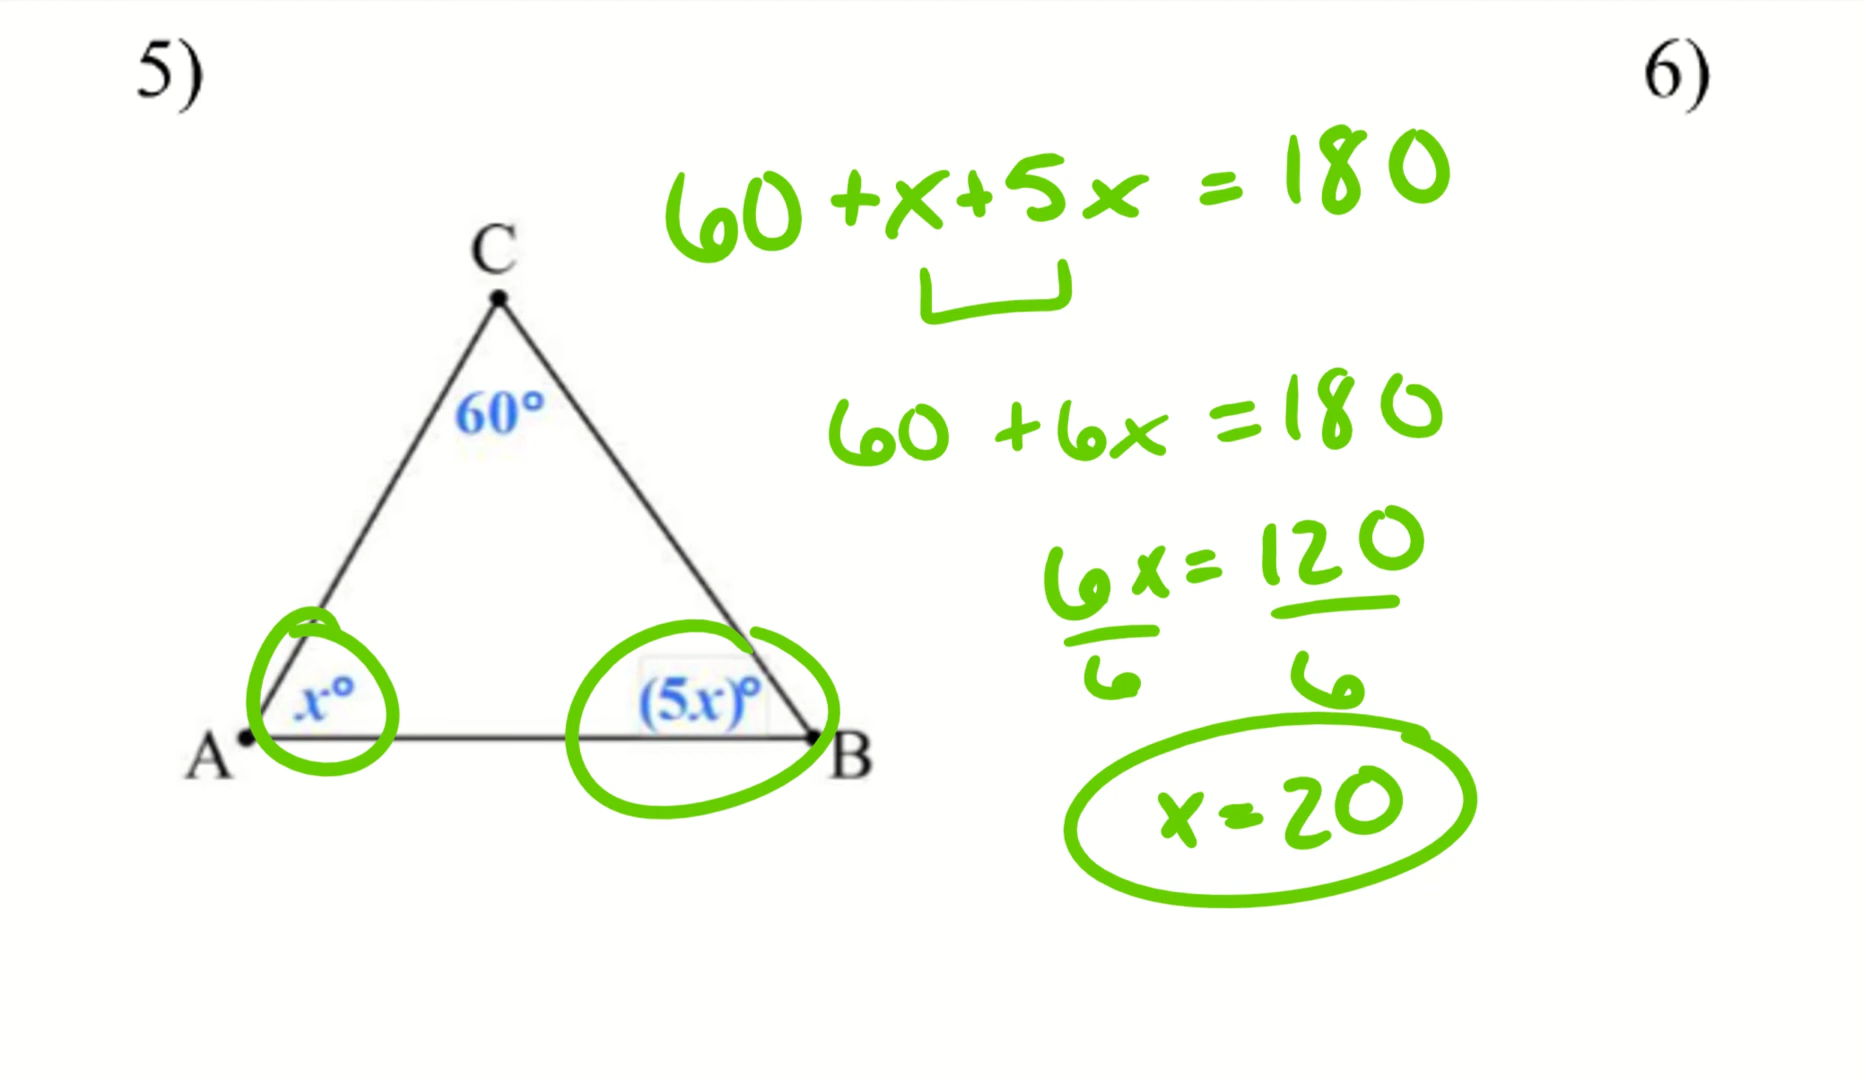 5)
6)
60 + x + 5x = 180
C
60°
60 + 6x = 180
6x = 120
6 6
x° (5x)°
A B
x = 20